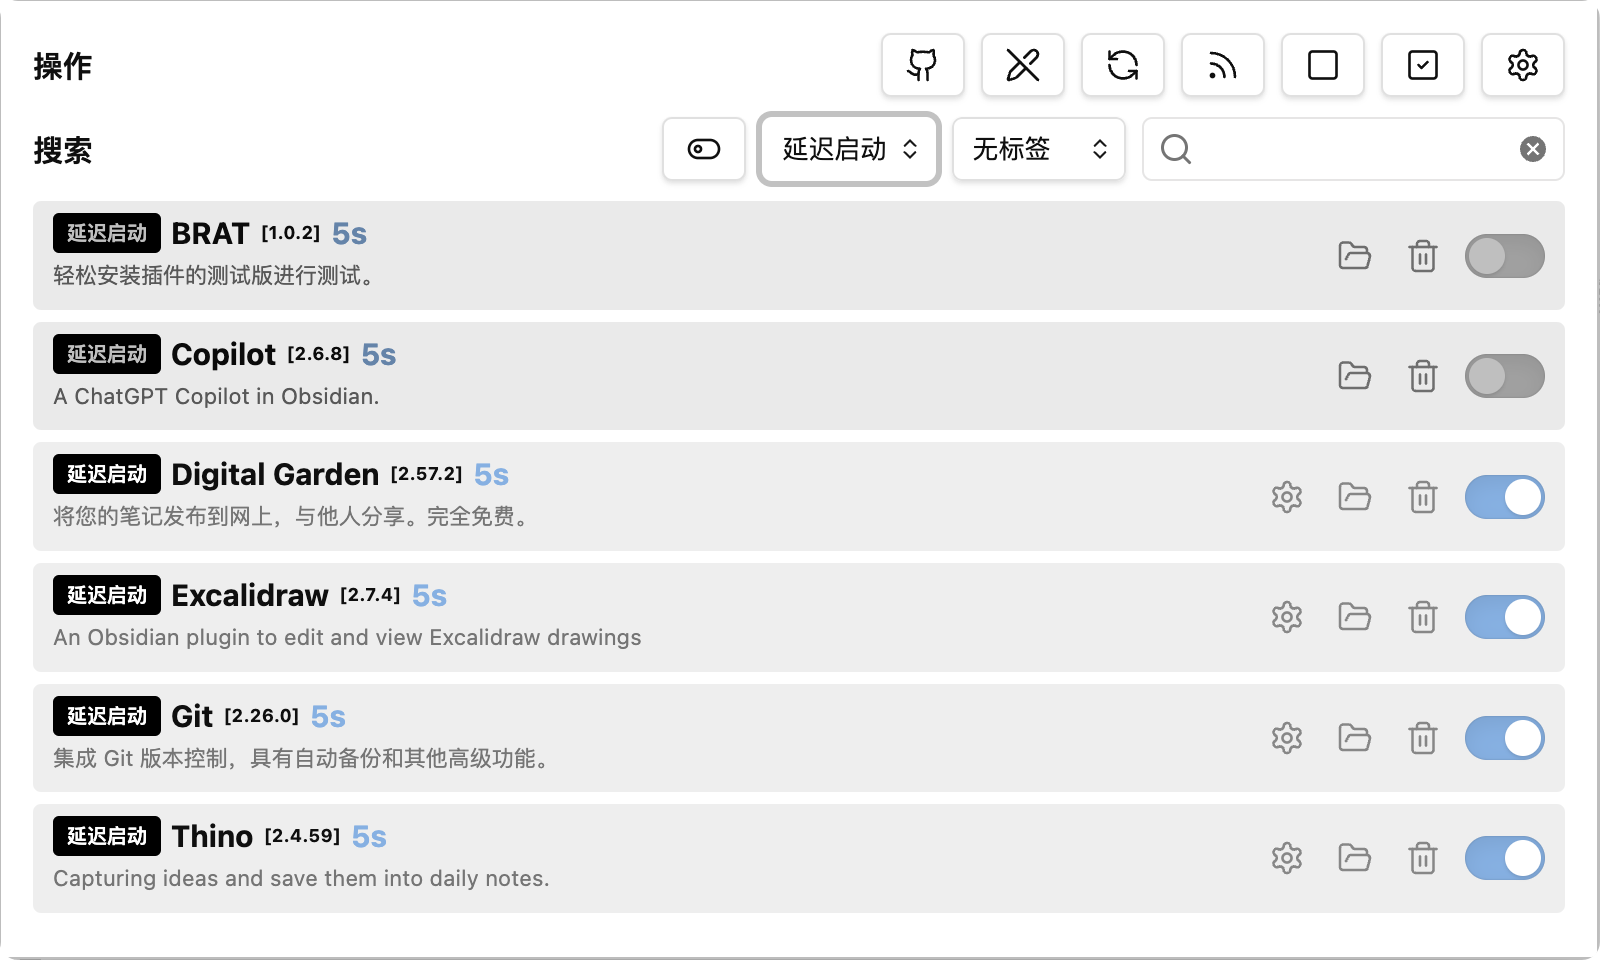 操作
搜索 延迟启动 无标签
延迟启动 BRAT [1.0.2] 5s
轻松安装插件的测试版进行测试。
延迟启动 Copilot [2.6.8] 5s
A ChatGPT Copilot in Obsidian.
延迟启动 Digital Garden [2.57.2] 5s
将您的笔记发布到网上，与他人分享。完全免费。
延迟启动 Excalidraw [2.7.4] 5s
An Obsidian plugin to edit and view Excalidraw drawings
延迟启动 Git [2.26.0] 5s
集成 Git 版本控制，具有自动备份和其他高级功能。
延迟启动 Thino [2.4.59] 5s
Capturing ideas and save them into daily notes.